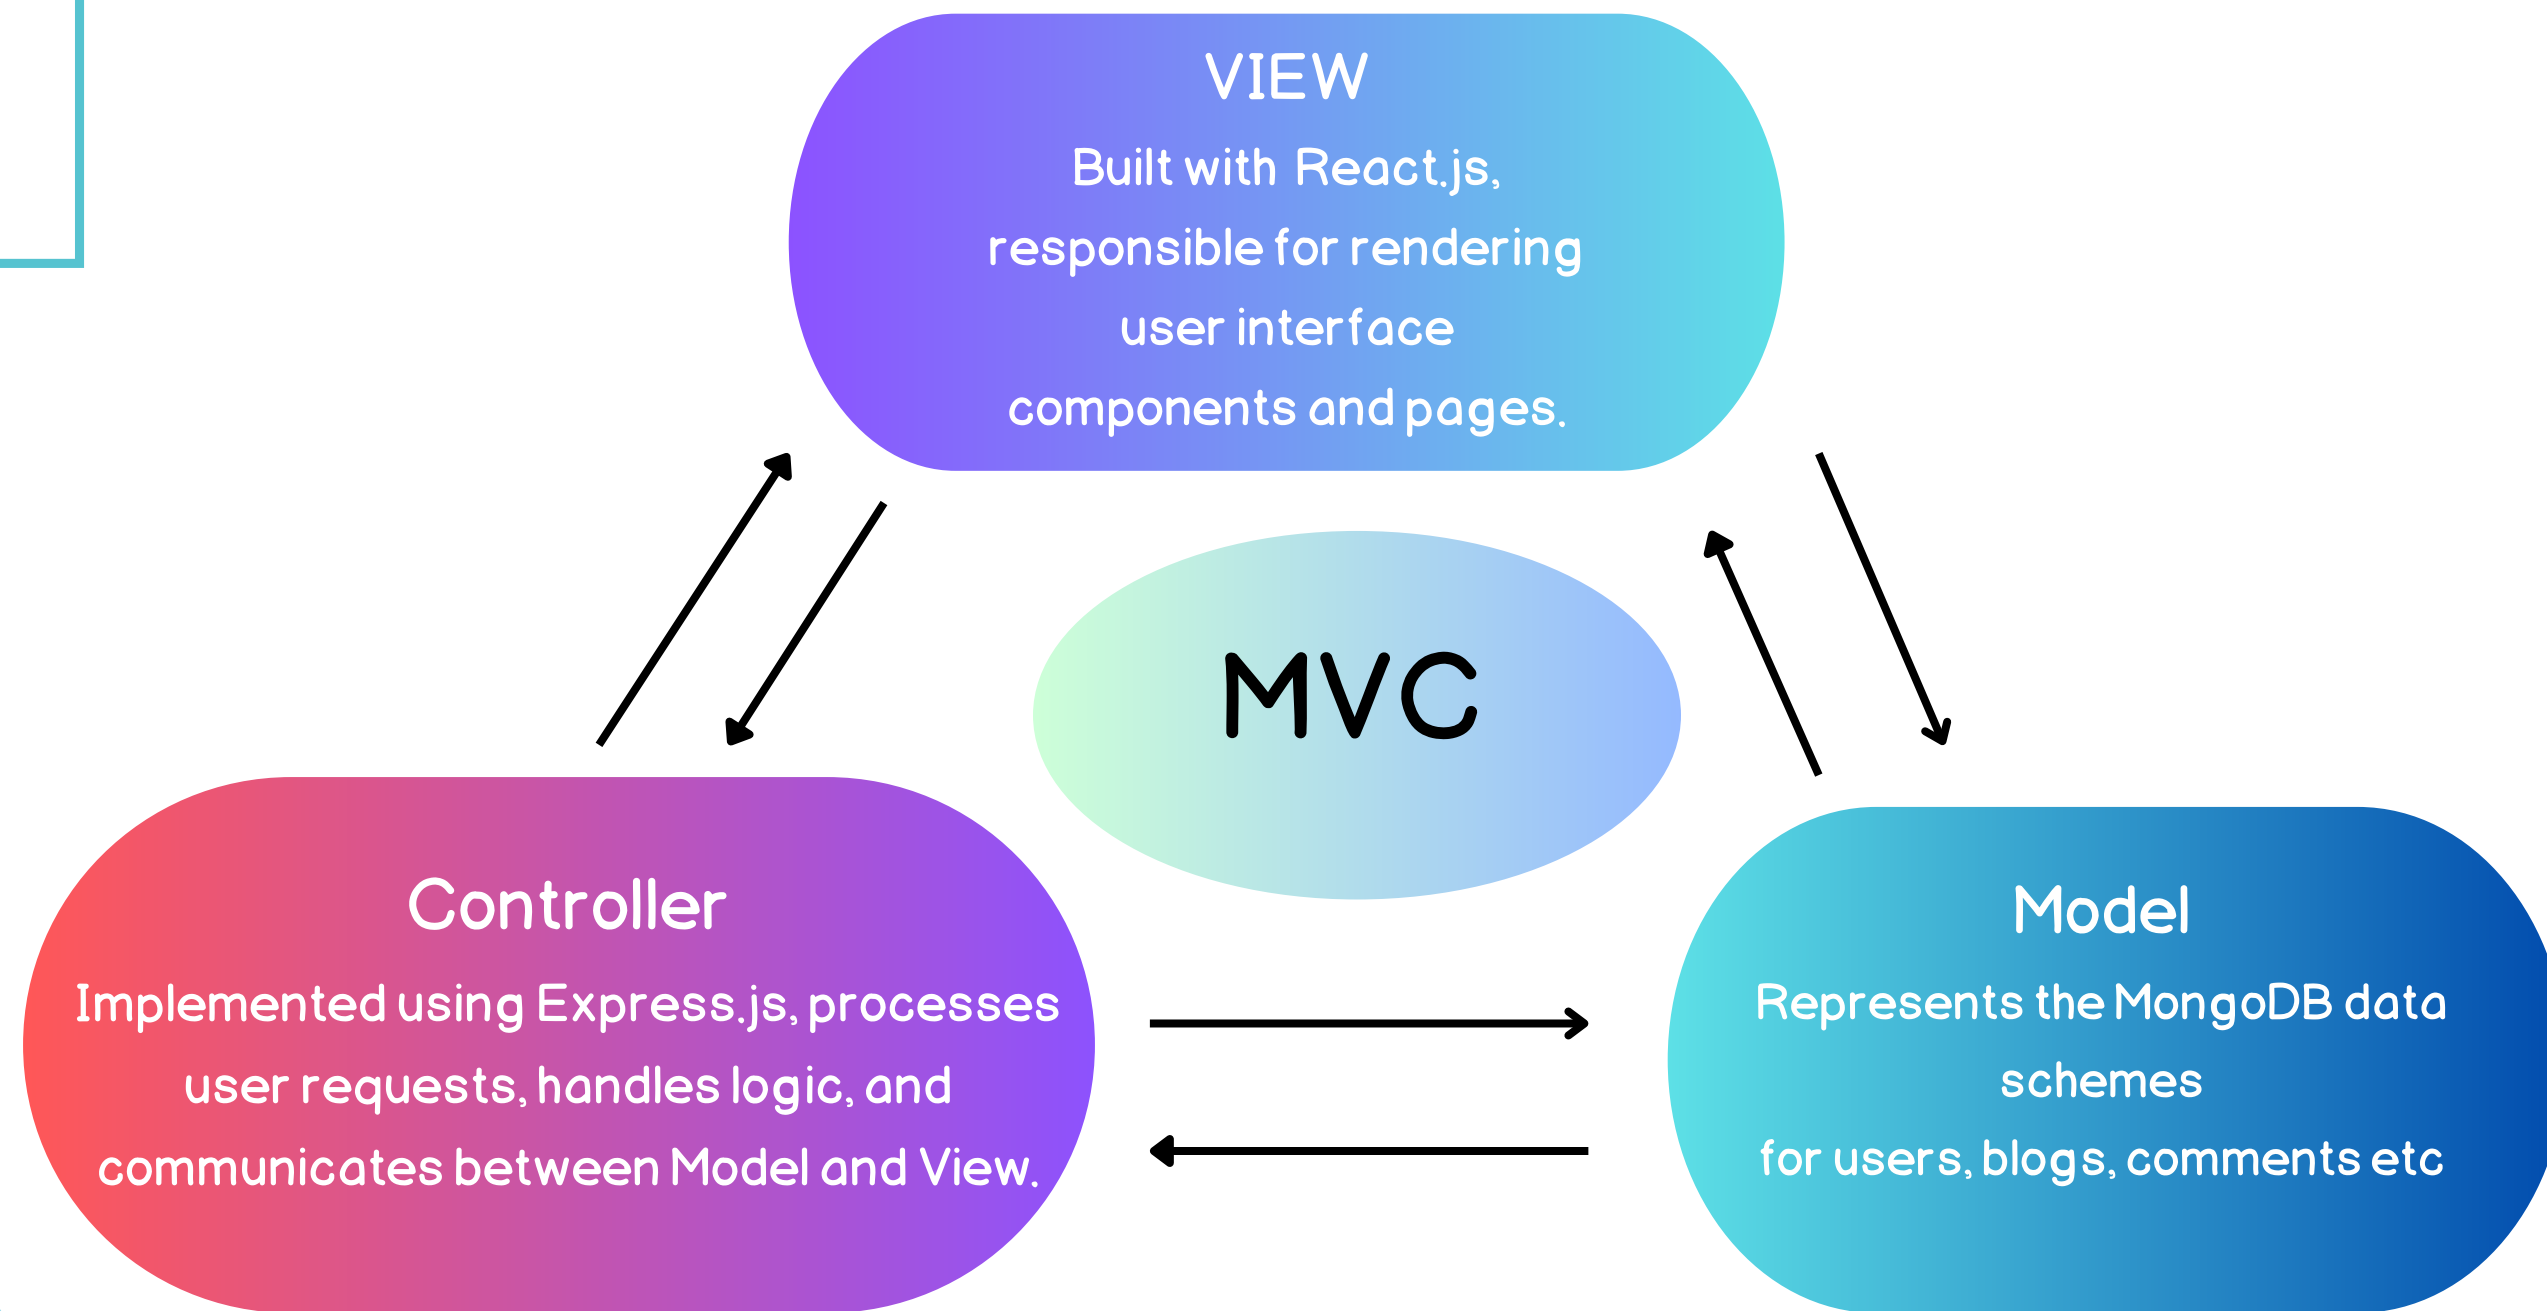 VIEW
Built with React.js,
responsible for rendering
user interface
components and pages.
MVC
Controller
Implemented using Express.js, processes
user requests, handles logic, and
communicates between Model and View.
Model
Represents the MongoDB data
schemes
for users, blogs, comments etc